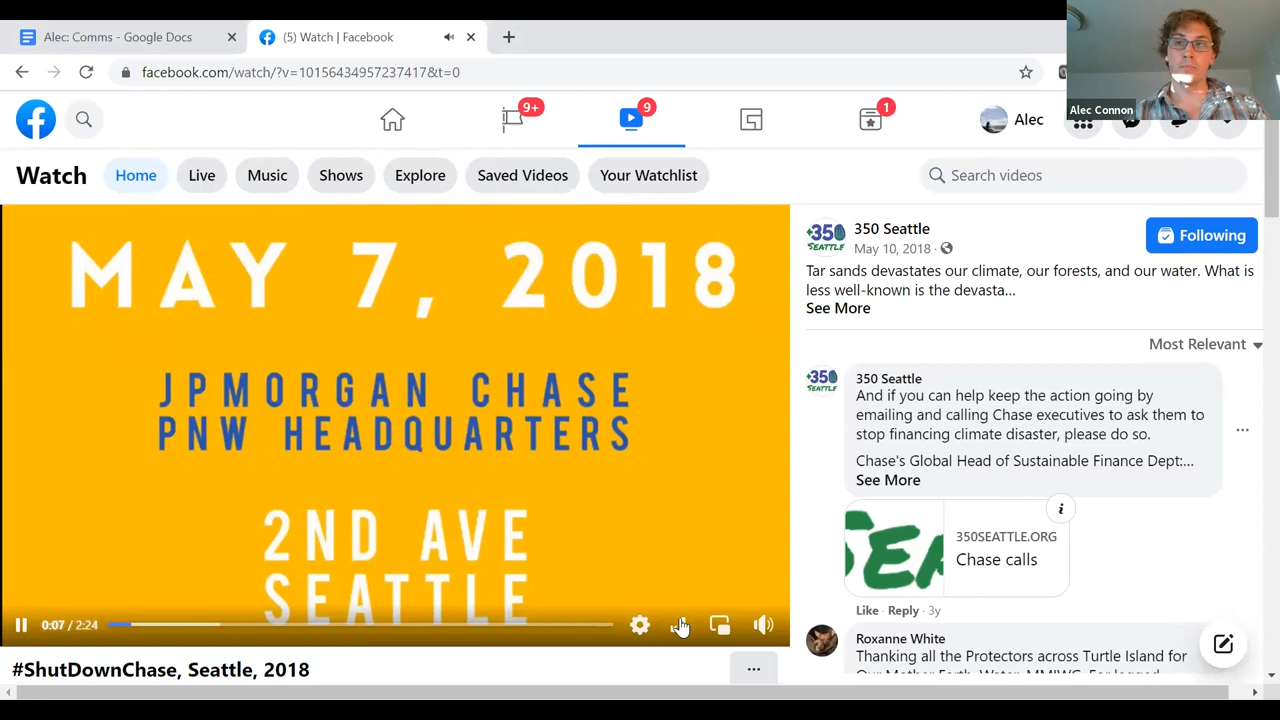 Alec: Comms - Google Docs
(5) Watch | Facebook
facebook.com/watch/?v=10156434957237417&t=0
Alec Connon
9+
9
1
Alec
Watch
Home
Live
Music
Shows
Explore
Saved Videos
Your Watchlist
Search videos
MAY 7, 2018
JPMORGAN CHASE
PNW HEADQUARTERS
2ND AVE
SEATTLE
0:07 / 2:24
#ShutDownChase, Seattle, 2018
350 Seattle
May 10, 2018
Following
Tar sands devastates our climate, our forests, and our water. What is
less well-known is the devasta...
See More
Most Relevant
350 Seattle
And if you can help keep the action going by
emailing and calling Chase executives to ask them to
stop financing climate disaster, please do so.
Chase's Global Head of Sustainable Finance Dept:...
See More
350SEATTLE.ORG
Chase calls
Like · Reply · 3y
Roxanne White
Thanking all the Protectors across Turtle Island for